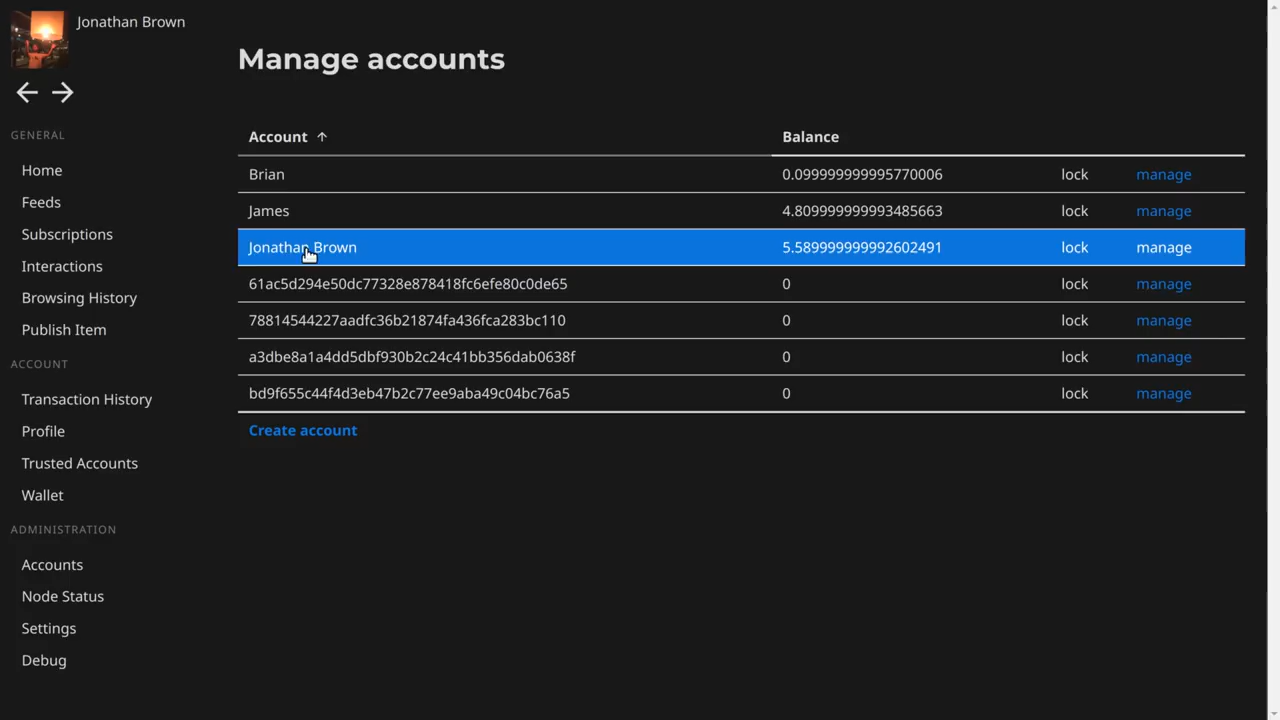 Jonathan Brown
Manage accounts
GENERAL
Home
Feeds
Subscriptions
Interactions
Browsing History
Publish Item
ACCOUNT
Transaction History
Profile
Trusted Accounts
Wallet
ADMINISTRATION
Accounts
Node Status
Settings
Debug
Account ↑ Balance
Brian 0.099999999995770006 lock manage
James 4.809999999993485663 lock manage
Jonathan Brown 5.589999999992602491 lock manage
61ac5d294e50dc77328e878418fc6efe80c0de65 0 lock manage
78814544227aadfc36b21874fa436fca283bc110 0 lock manage
a3dbe8a1a4dd5dbf930b2c24c41bb356dab0638f 0 lock manage
bd9f655c44f4d3eb47b2c77ee9aba49c04bc76a5 0 lock manage
Create account